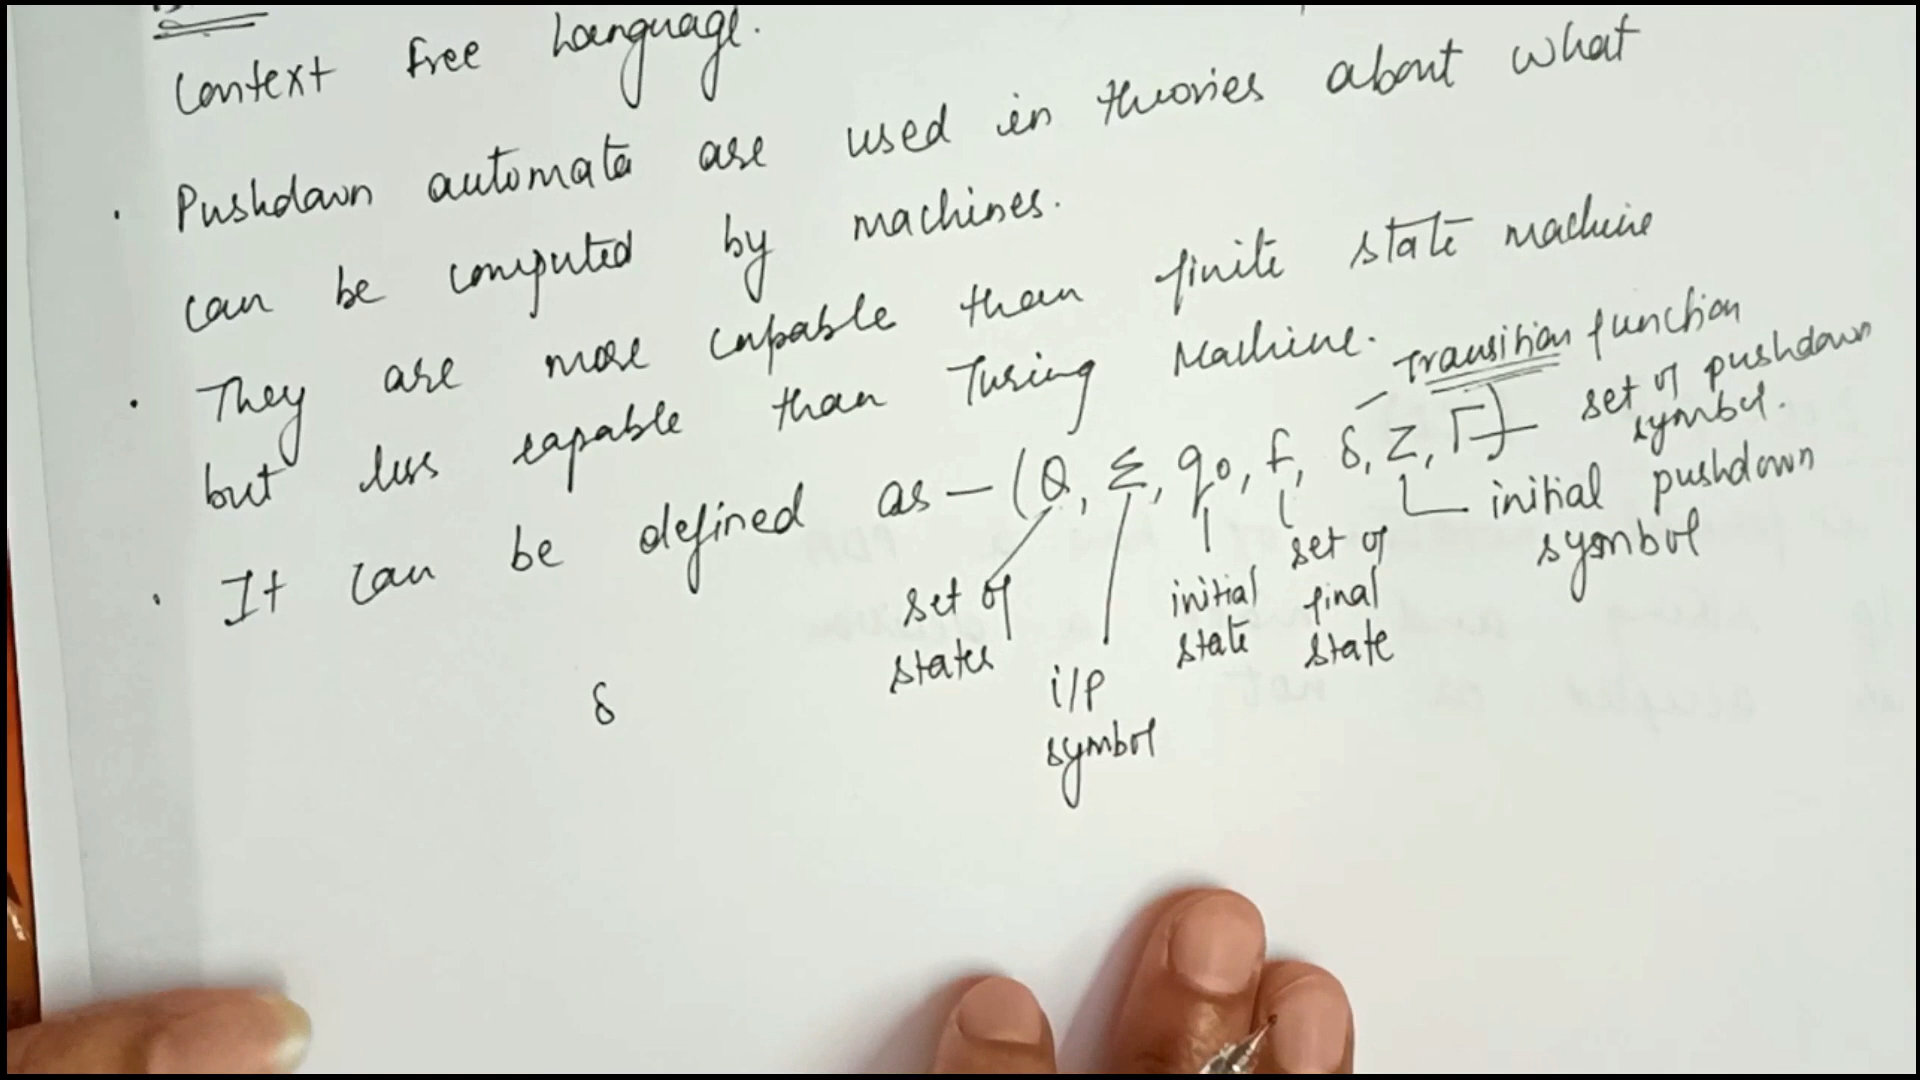 Context free language.
. Pushdown automata are used in theories about what
can be computed by machines.
. They are more capable than finite state machine
but less capable than Turing Machine.
. It can be defined as - (Q, Σ, q0, f, δ, Z, Γ)
Transition function
set of pushdown
symbol.
initial pushdown
symbol
set of
final
state
initial
state
i/p
symbol
set of
states
δ